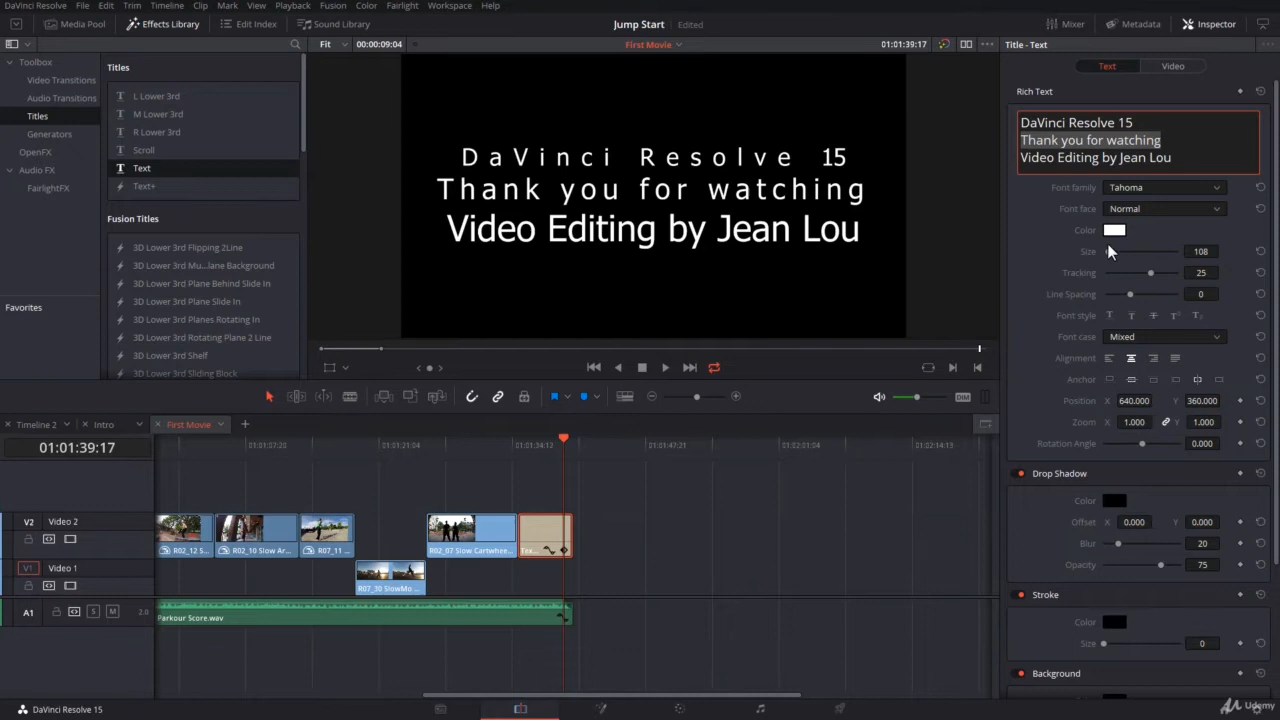 DaVinci Resolve File Edit Trim Timeline Clip Mark View Playback Fusion Color Fairlight Workspace Help
Media Pool Effects Library Edit Index Sound Library Jump Start Edited Mixer Metadata Inspector
Fit 00:00:09:04 First Movie 01:01:39:17 Title - Text
Toolbox
Video Transitions
Audio Transitions
Titles
Generators
OpenFX
Audio FX
FairlightFX
Favorites
Titles
L Lower 3rd
M Lower 3rd
R Lower 3rd
Scroll
Text
Text+
Fusion Titles
3D Lower 3rd Flipping 2Line
3D Lower 3rd Mu...lane Background
3D Lower 3rd Plane Behind Slide In
3D Lower 3rd Plane Slide In
3D Lower 3rd Planes Rotating In
3D Lower 3rd Rotating Plane 2 Line
3D Lower 3rd Shelf
3D Lower 3rd Sliding Block
DaVinci Resolve 15
Thank you for watching
Video Editing by Jean Lou
Text Video
Rich Text
DaVinci Resolve 15
Thank you for watching
Video Editing by Jean Lou
Font family Tahoma
Font face Normal
Color
Size 108
Tracking 25
Line Spacing 0
Font style T T T T T
Font case Mixed
Alignment
Anchor
Position X 640.000 Y 360.000
Zoom X 1.000 Y 1.000
Rotation Angle 0.000
Drop Shadow
Color
Offset X 0.000 Y 0.000
Blur 20
Opacity 75
Stroke
Color
Size 0
Background
DIM
Timeline 2 Intro First Movie
01:01:39:17 01:01:07:20 01:01:21:04 01:01:34:12 01:01:47:21 01:02:01:04 01:02:14:13
V2 Video 2
R02_12 S... R02_10 Slow Ar... R07_11 ... R02_07 Slow Cartwhee... Tex...
V1 Video 1
R07_30 SlowMo ...
A1 S M 2.0
Parkour Score.wav
DaVinci Resolve 15
Udemy